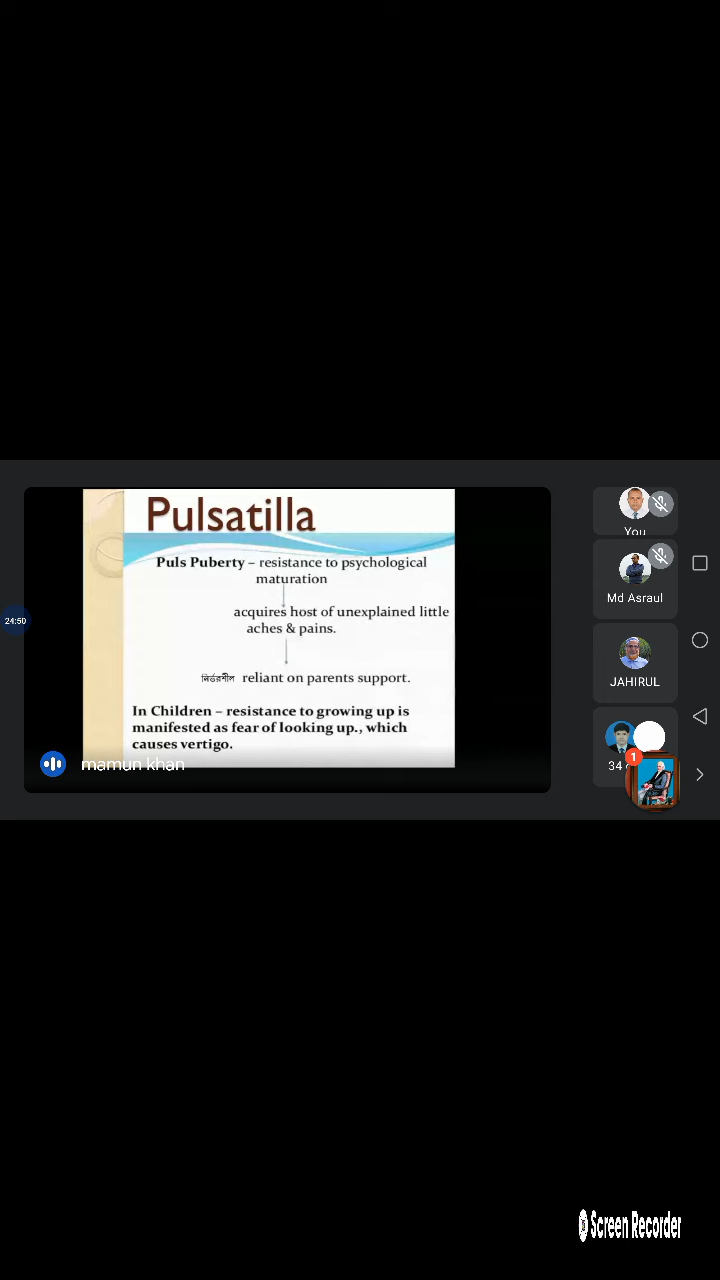 Pulsatilla
Puls Puberty – resistance to psychological
maturation
acquires host of unexplained little
aches & pains.
নির্ভরশীল reliant on parents support.
In Children – resistance to growing up is
manifested as fear of looking up., which
causes vertigo.
mamun khan
24:50
You
Md Asraul
JAHIRUL
34
1
Screen Recorder